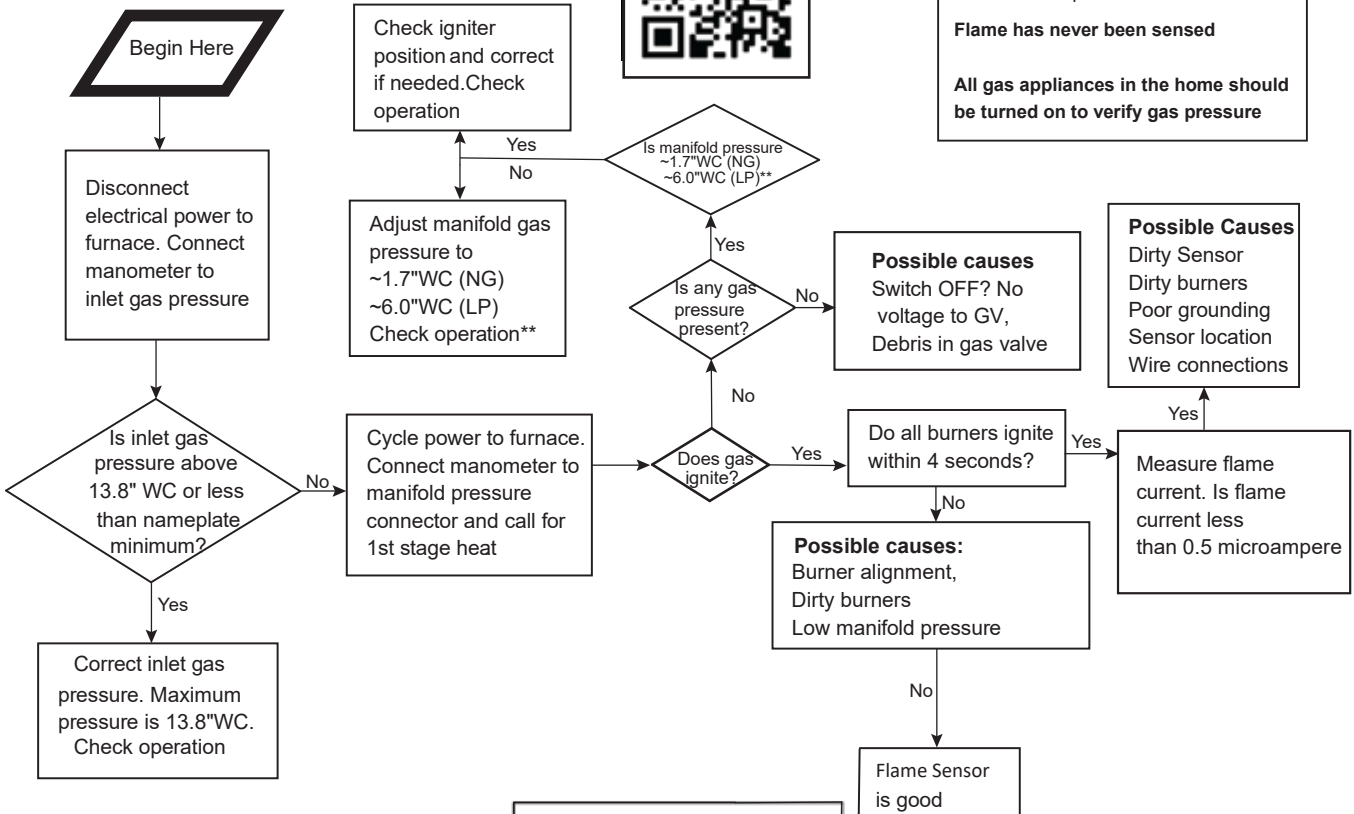 Begin Here
Check igniter
position and correct
if needed.Check
operation
Flame has never been sensed
All gas appliances in the home should
be turned on to verify gas pressure
Disconnect
electrical power to
furnace. Connect
manometer to
inlet gas pressure
Yes
No
Is manifold pressure
~1.7"WC (NG)
~6.0"WC (LP)**
Adjust manifold gas
pressure to
~1.7"WC (NG)
~6.0"WC (LP)
Check operation**
Yes
Is any gas
pressure
present?
No
Possible causes
Switch OFF? No
voltage to GV,
Debris in gas valve
Possible Causes
Dirty Sensor
Dirty burners
Poor grounding
Sensor location
Wire connections
Is inlet gas
pressure above
13.8" WC or less
than nameplate
minimum?
No
Cycle power to furnace.
Connect manometer to
manifold pressure
connector and call for
1st stage heat
No
Does gas
ignite?
Yes
Do all burners ignite
within 4 seconds?
Yes
Yes
Measure flame
current. Is flame
current less
than 0.5 microampere
No
Possible causes:
Burner alignment,
Dirty burners
Low manifold pressure
Yes
Correct inlet gas
pressure. Maximum
pressure is 13.8"WC.
Check operation
No
Flame Sensor
is good